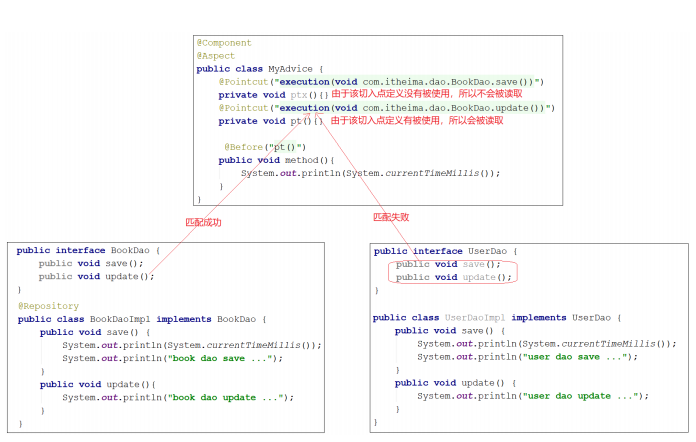 @Component
@Aspect
public class MyAdvice {
@Pointcut("execution(void com.itheima.dao.BookDao.save())")
private void ptx(){} 由于该切入点定义没有被使用，所以不会被读取
@Pointcut("execution(void com.itheima.dao.BookDao.update())")
private void pt(){} 由于该切入点定义有被使用，所以会被读取
@Before("pt()")
public void method(){
System.out.println(System.currentTimeMillis());
}
}
匹配成功
匹配失败
public interface BookDao {
public void save();
public void update();
}
@Repository
public class BookDaoImpl implements BookDao {
public void save() {
System.out.println(System.currentTimeMillis());
System.out.println("book dao save ...");
}
public void update(){
System.out.println("book dao update ...");
}
}
public interface UserDao {
public void save();
public void update();
}
public class UserDaoImpl implements UserDao {
public void save() {
System.out.println(System.currentTimeMillis());
System.out.println("user dao save ...");
}
public void update() {
System.out.println("user dao update ...");
}
}